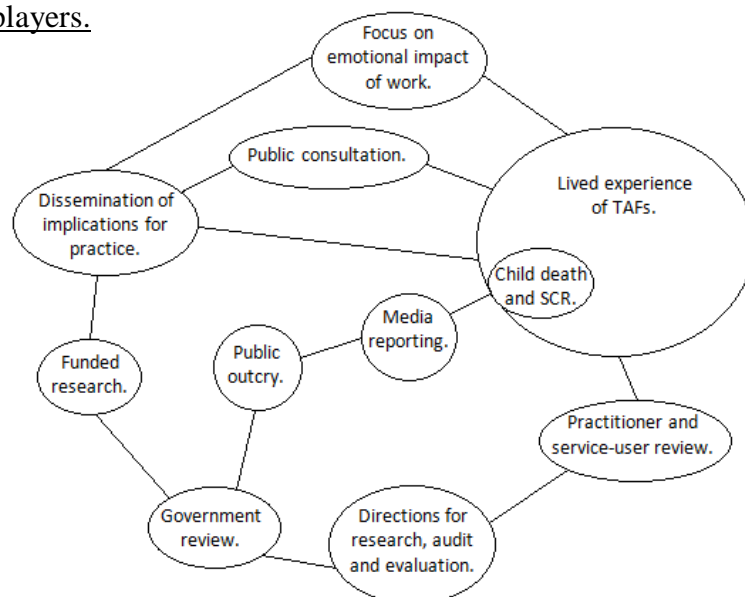 players.
Focus on
emotional impact
of work.
Public consultation.
Lived experience
of TAFs.
Dissemination of
implications for
practice.
Child death
and SCR.
Media
reporting.
Public
outcry.
Funded
research.
Practitioner and
service-user review.
Government
review.
Directions for
research, audit
and evaluation.